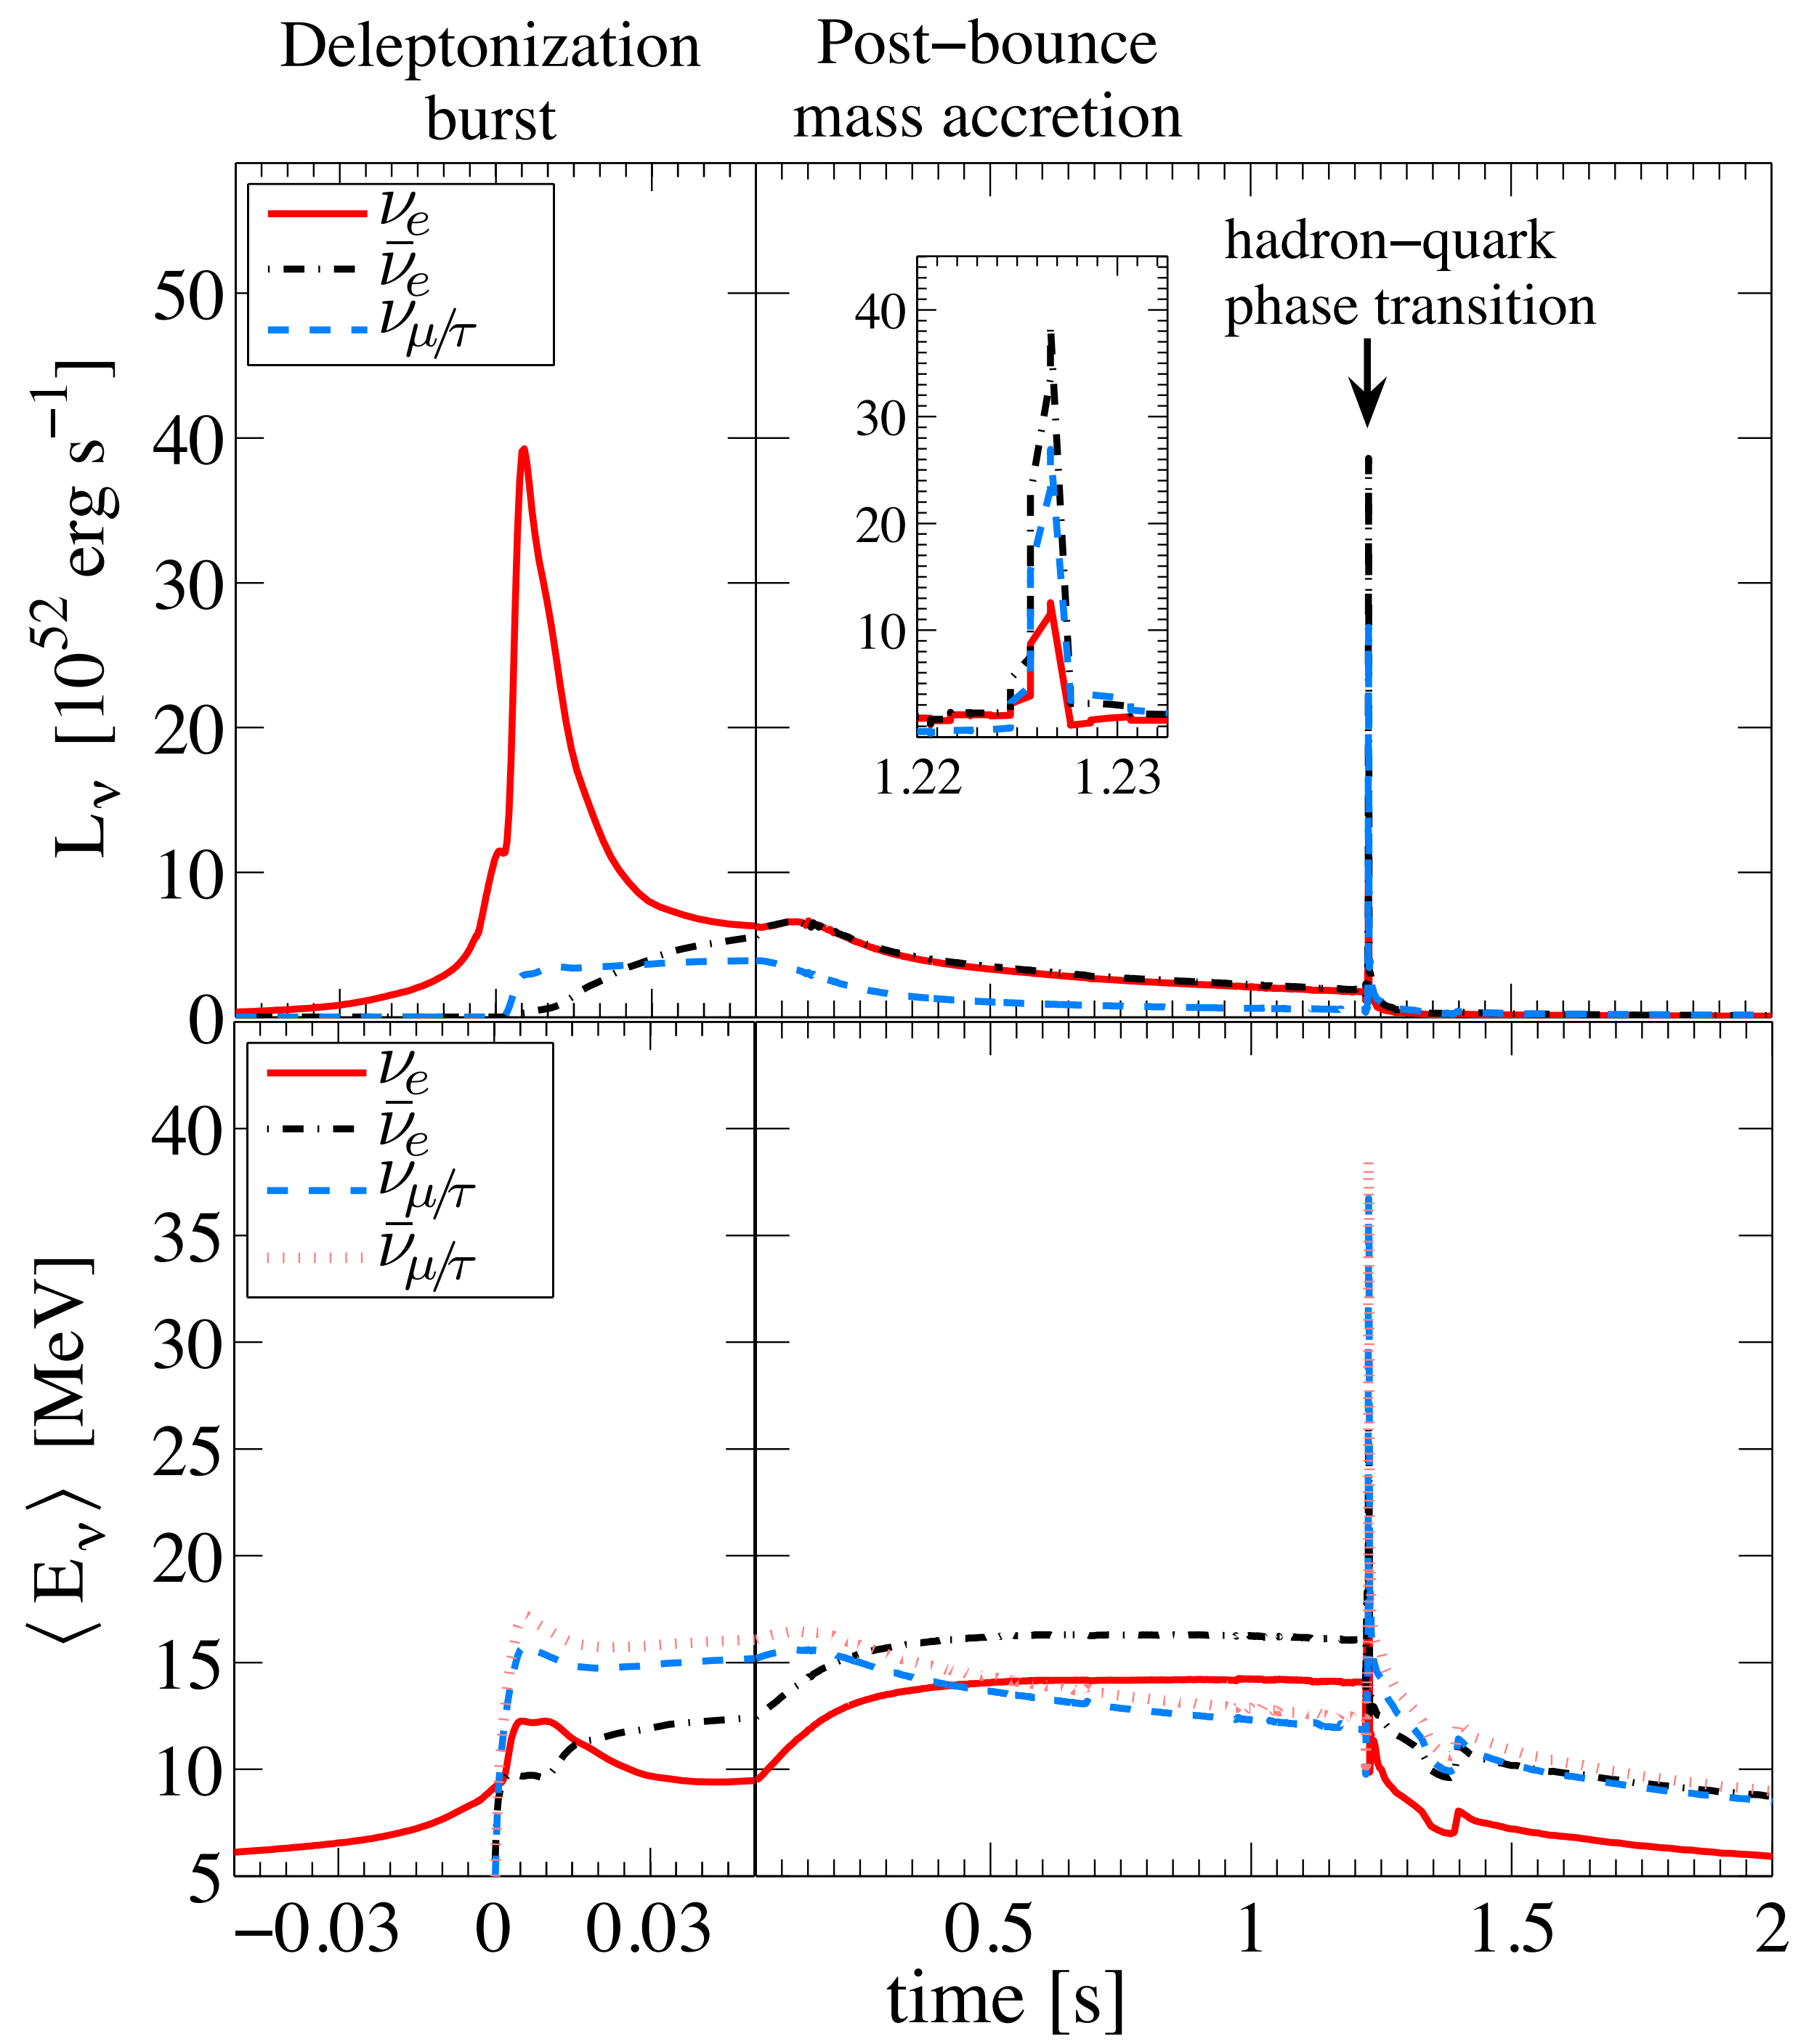 Deleptonization
burst
Post−bounce
mass accretion
νe
ν̅e
νμ/τ
hadron−quark
phase transition
50
40
30
20
10
0
Lν [10^52 erg s^−1]
40
30
20
10
1.22 1.23
νe
ν̅e
νμ/τ
ν̅μ/τ
40
35
30
25
20
15
10
5
⟨Eν⟩ [MeV]
−0.03 0 0.03 0.5 1 1.5 2
time [s]